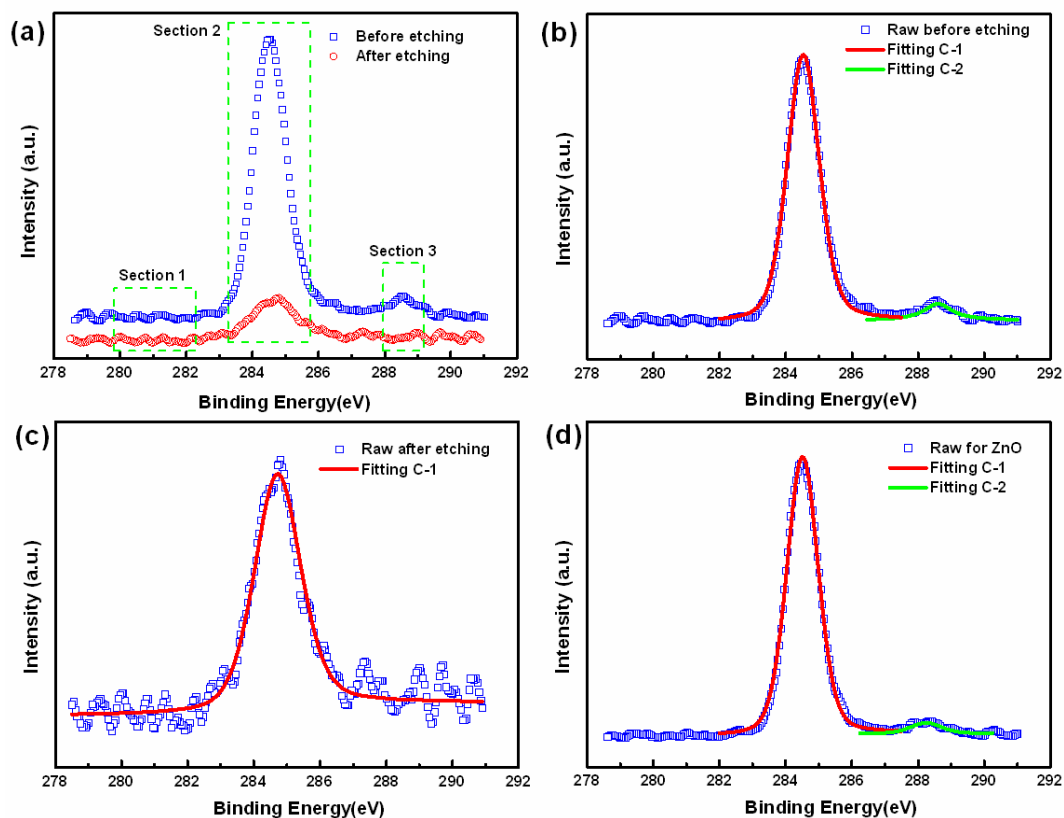 (a)
Section 2
Before etching
After etching
Section 1
Section 3
Intensity (a.u.)
278 280 282 284 286 288 290 292
Binding Energy(eV)
(b)
Raw before etching
Fitting C-1
Fitting C-2
Intensity (a.u.)
278 280 282 284 286 288 290 292
Binding Energy(eV)
(c)
Raw after etching
Fitting C-1
Intensity (a.u.)
278 280 282 284 286 288 290 292
Binding Energy(eV)
(d)
Raw for ZnO
Fitting C-1
Fitting C-2
Intensity (a.u.)
278 280 282 284 286 288 290 292
Binding Energy(eV)